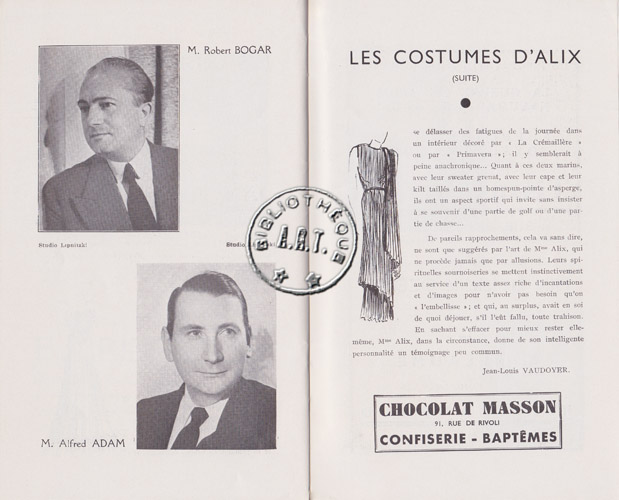 M. Robert BOGAR
Studio Lipnitzki
Studio
M. Alfred ADAM
BIBLIOTHÈQUE
A.R.T.
LES COSTUMES D'ALIX
(SUITE)
se délasser des fatigues de la journée dans
un intérieur décoré par « La Crémaillère »
ou par « Primavera »; il y semblerait à
peine anachronique... Quant à ces deux marins,
avec leur sweater grenat, avec leur cape et leur
kilt taillés dans un homespun-pointe d'asperge,
ils ont un aspect sportif qui invite sans insister
à se souvenir d'une partie de golf ou d'une par-
tie de chasse...
De pareils rapprochements, cela va sans dire,
ne sont que suggérés par l'art de Mme Alix, qui
ne procède jamais que par allusions. Leurs spi-
rituelles sournoiseries se mettent instinctivement
au service d'un texte assez riche d'incantations
et d'images pour n'avoir pas besoin qu'on
« l'embellisse »; et qui, au surplus, avait en soi
de quoi déjouer, s'il l'eût fallu, toute trahison.
En sachant s'effacer pour mieux rester elle-
même, Mme Alix, dans la circonstance, donne de son intelligente
personnalité un témoignage peu commun.
Jean-Louis VAUDOYER.
CHOCOLAT MASSON
91, RUE DE RIVOLI
CONFISERIE - BAPTÊMES